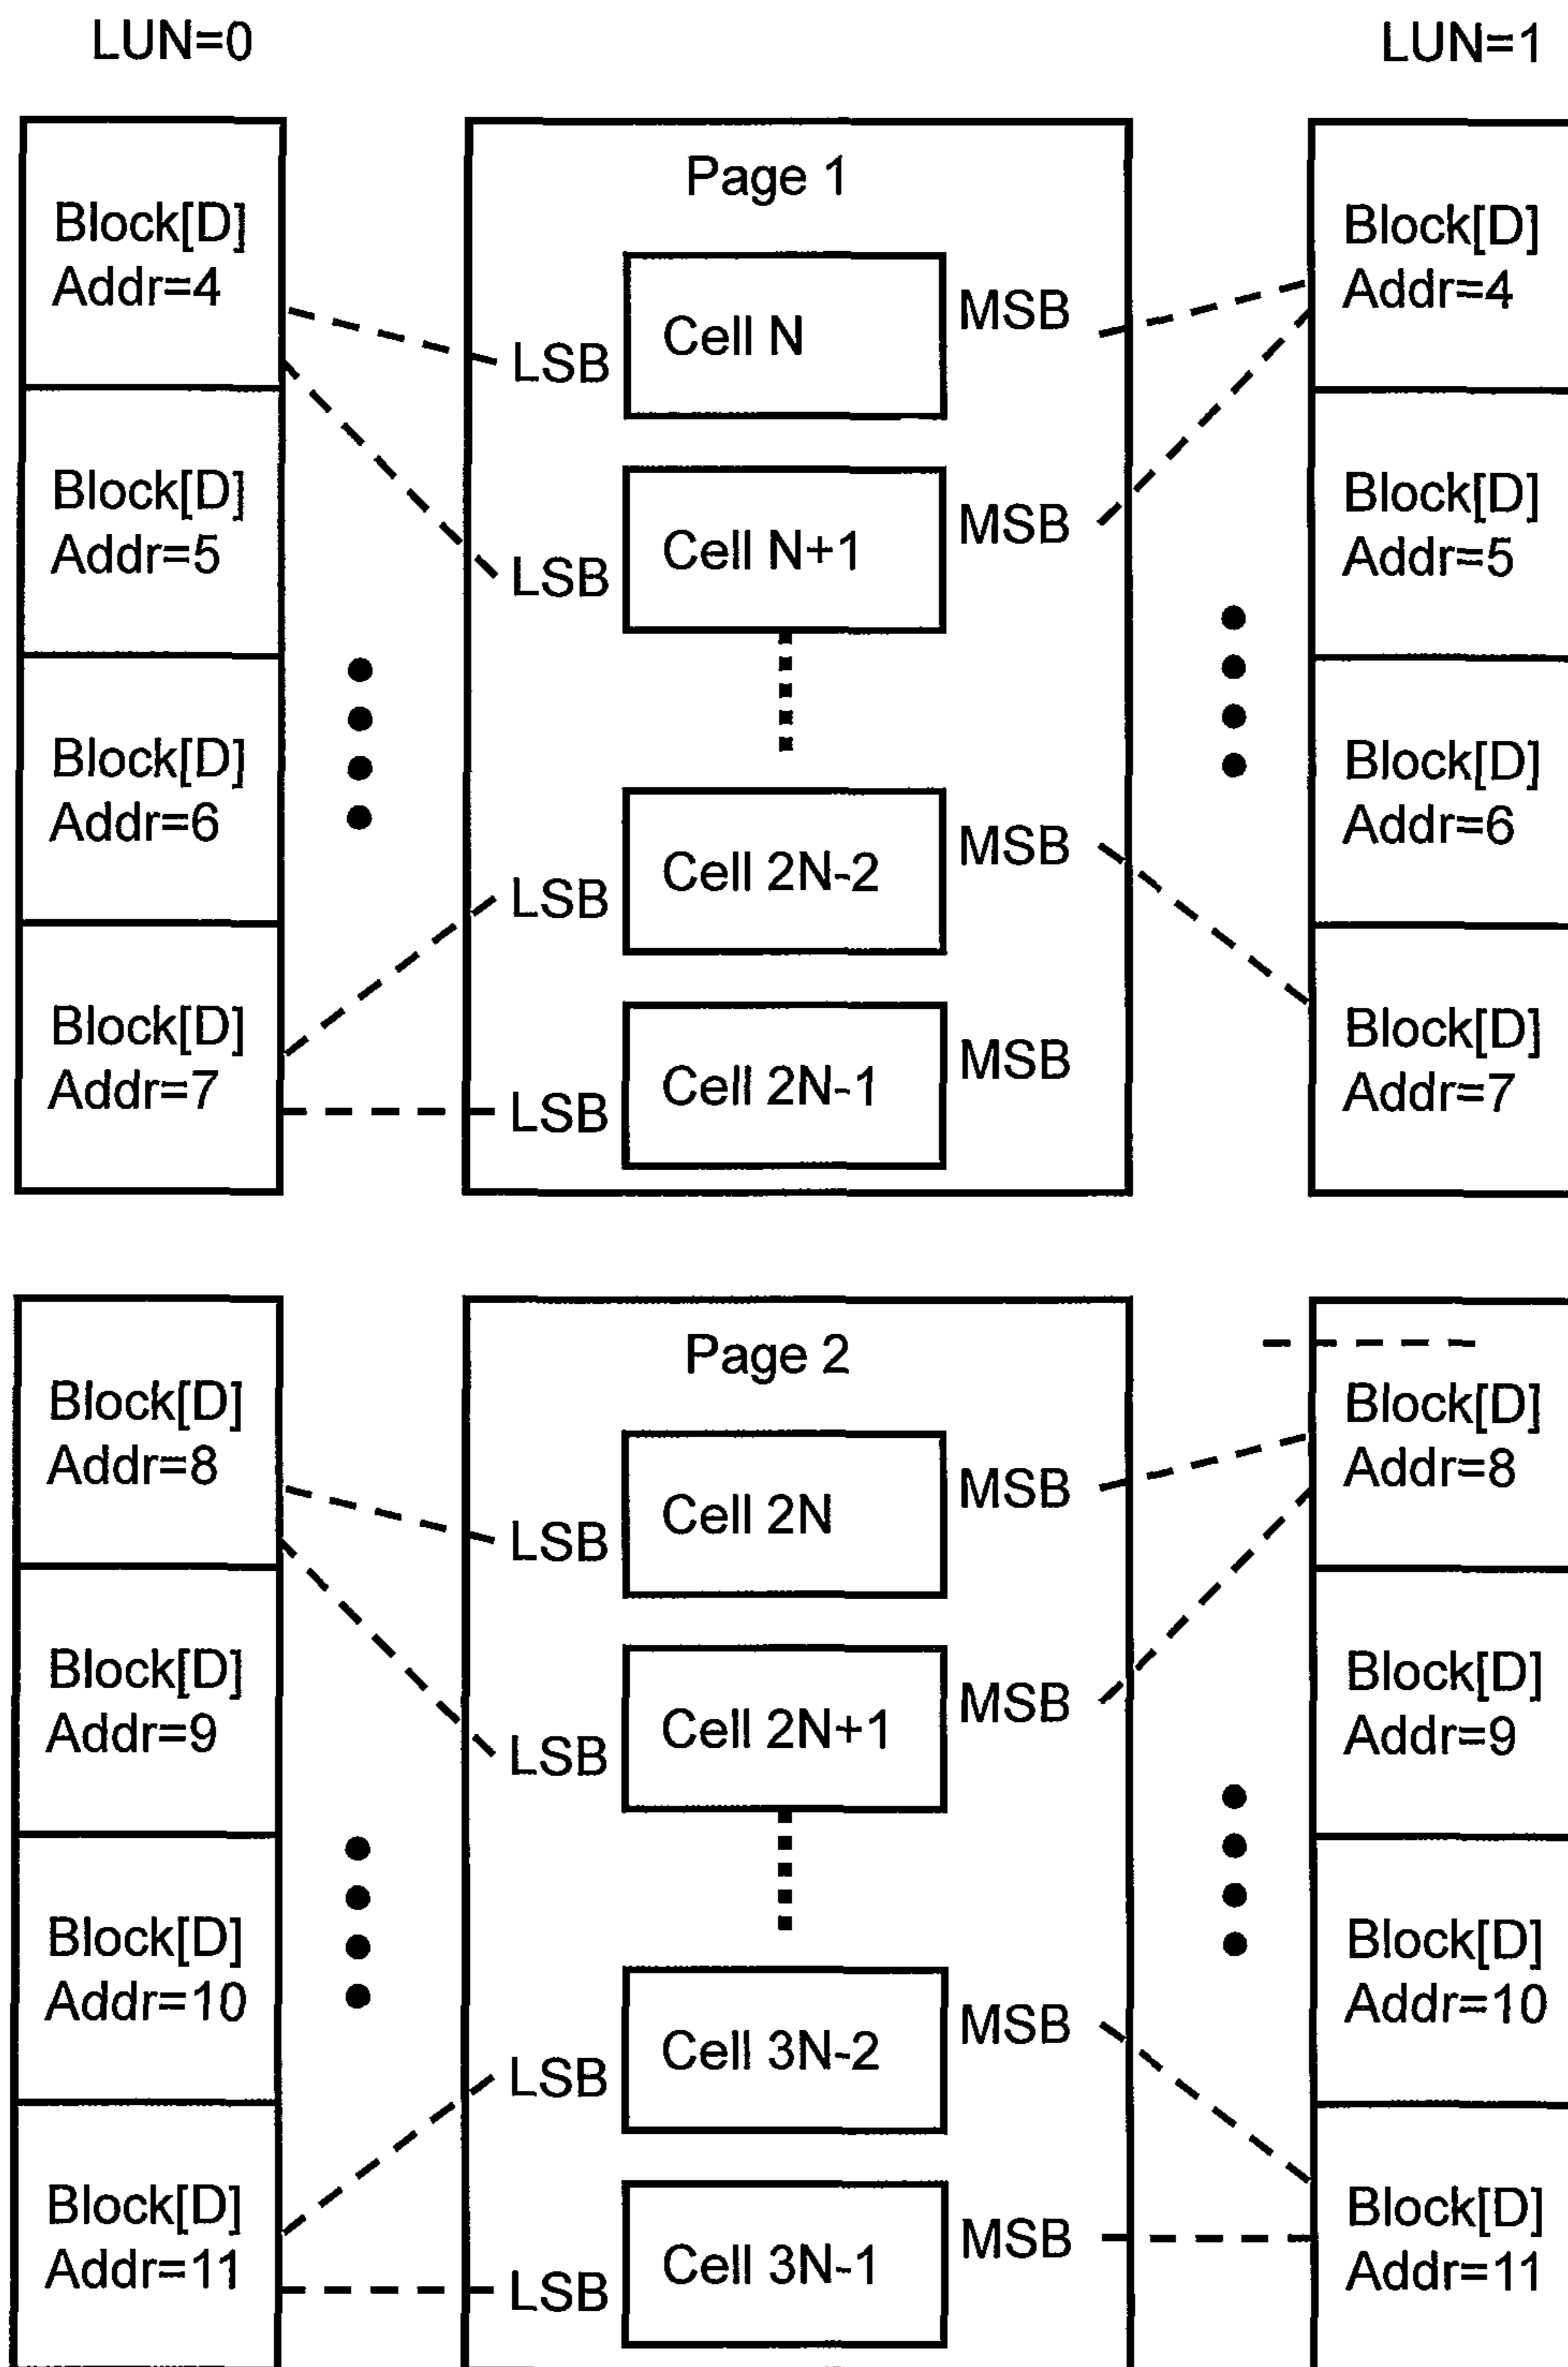 LUN=0
LUN=1
Block[D]
Addr=4
Block[D]
Addr=5
Block[D]
Addr=6
Block[D]
Addr=7
Page 1
MSB
LSB
Cell N
MSB
LSB
Cell N+1
MSB
LSB
Cell 2N-2
MSB
LSB
Cell 2N-1
Block[D]
Addr=4
Block[D]
Addr=5
Block[D]
Addr=6
Block[D]
Addr=7
Block[D]
Addr=8
Block[D]
Addr=9
Block[D]
Addr=10
Block[D]
Addr=11
Page 2
MSB
LSB
Cell 2N
MSB
LSB
Cell 2N+1
MSB
LSB
Cell 3N-2
MSB
LSB
Cell 3N-1
Block[D]
Addr=8
Block[D]
Addr=9
Block[D]
Addr=10
Block[D]
Addr=11